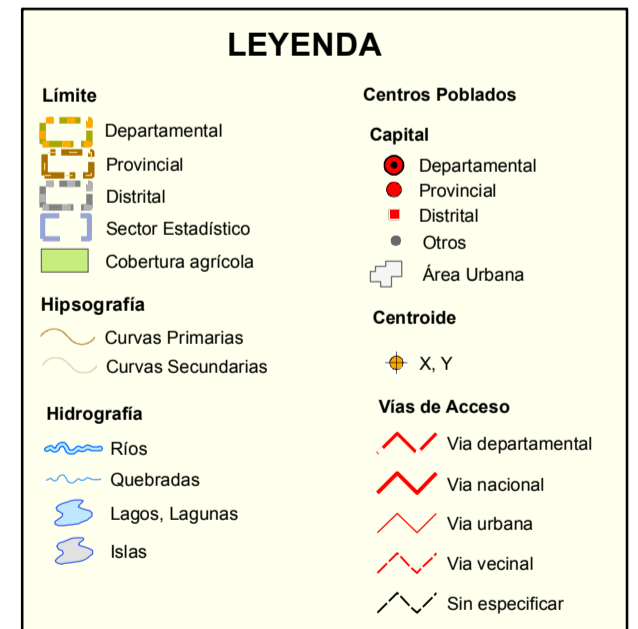 LEYENDA
Límite
Departamental
Provincial
Distrital
Sector Estadístico
Cobertura agrícola
Hipsografía
Curvas Primarias
Curvas Secundarias
Hidrografía
Ríos
Quebradas
Lagos, Lagunas
Islas
Centros Poblados
Capital
Departamental
Provincial
Distrital
Otros
Área Urbana
Centroide
X, Y
Vías de Acceso
Via departamental
Via nacional
Via urbana
Via vecinal
Sin especificar